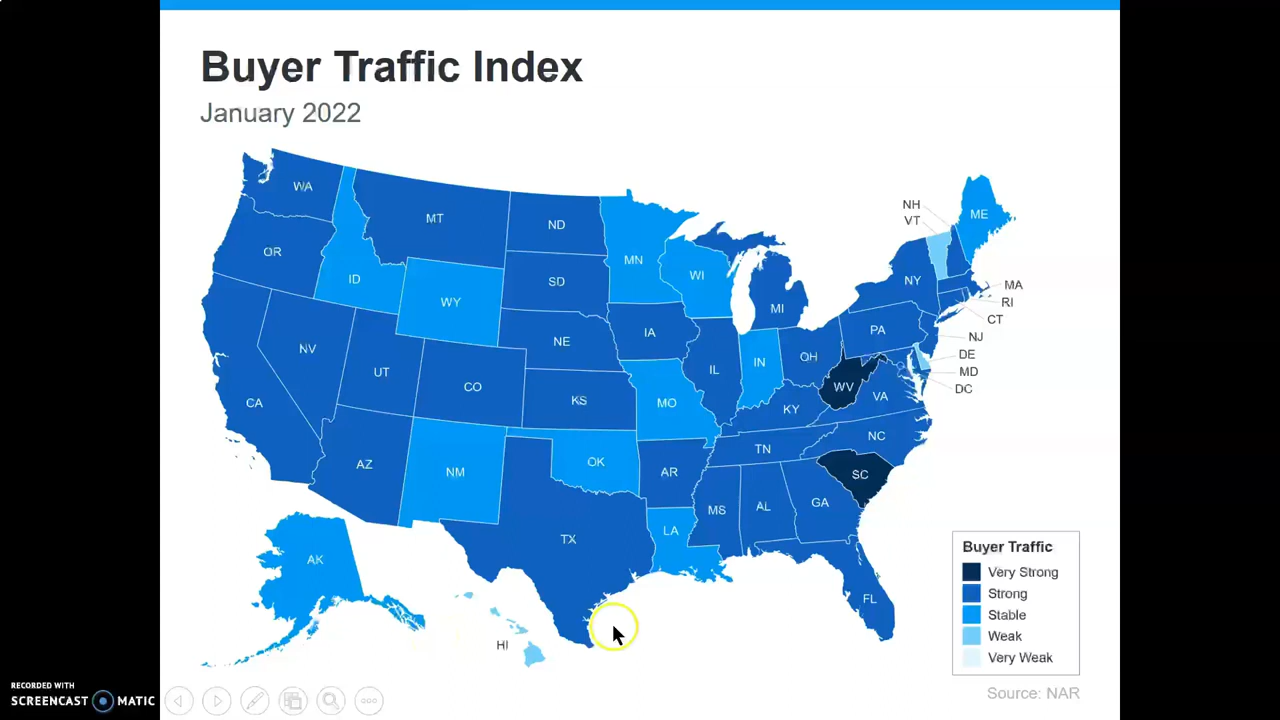 Buyer Traffic Index
January 2022
WA
OR
CA
NV
ID
MT
WY
UT
CO
AZ
NM
ND
SD
NE
KS
OK
TX
MN
IA
MO
AR
LA
WI
IL
MI
IN
OH
KY
TN
MS
AL
GA
FL
SC
NC
VA
WV
PA
NY
NH
VT
ME
MA
RI
CT
NJ
DE
MD
DC
AK
HI
Buyer Traffic
Very Strong
Strong
Stable
Weak
Very Weak
Source: NAR
RECORDED WITH
SCREENCAST MATIC